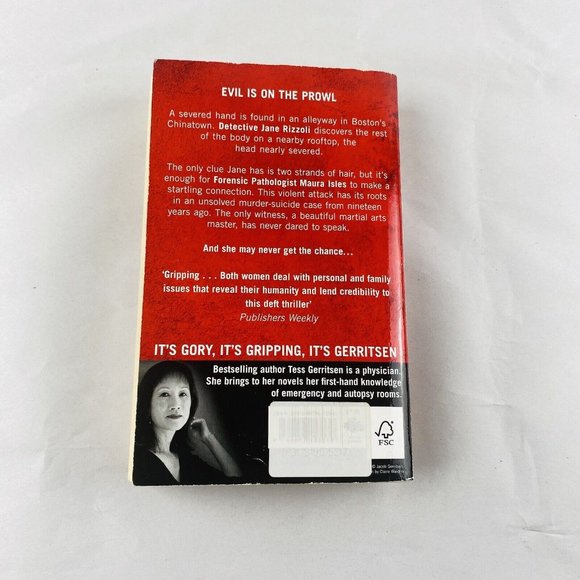 EVIL IS ON THE PROWL
A severed hand is found in an alleyway in Boston's
Chinatown. Detective Jane Rizzoli discovers the rest
of the body on a nearby rooftop, the
head nearly severed.
The only clue Jane has is two strands of hair, but it's
enough for Forensic Pathologist Maura Isles to make a
startling connection. This violent attack has its roots
in an unsolved murder-suicide case from nineteen
years ago. The only witness, a beautiful martial arts
master, has never dared to speak.
And she may never get the chance...
'Gripping . . . Both women deal with personal and family
issues that reveal their humanity and lend credibility to
this deft thriller'
Publishers Weekly
IT'S GORY, IT'S GRIPPING, IT'S GERRITSEN
Bestselling author Tess Gerritsen is a physician.
She brings to her novels her first-hand knowledge
of emergency and autopsy rooms.
FSC
© Jacob Gerritsen